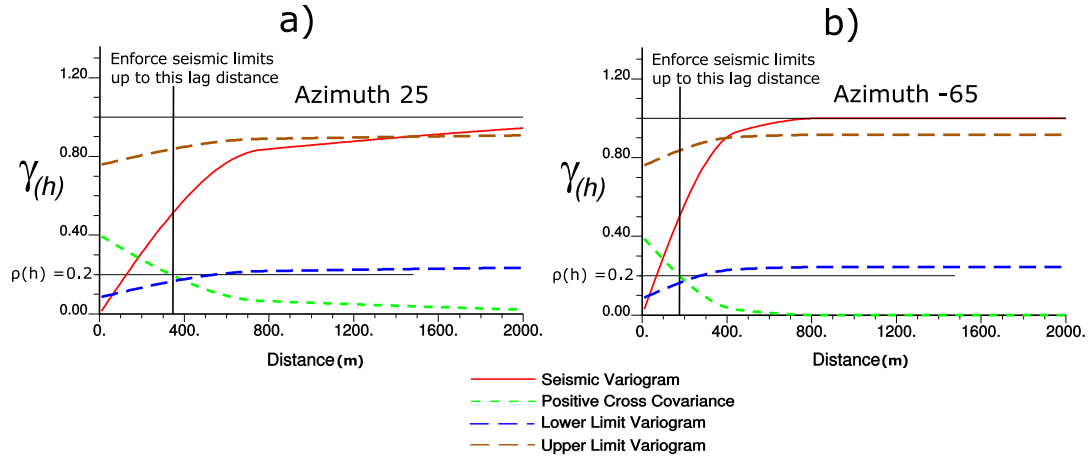 a)
Enforce seismic limits
up to this lag distance
Azimuth 25
1.20
0.80
γ(h)
0.40
ρ(h) =0.2
0.00
0. 400. 800. 1200. 1600. 2000.
Distance(m)
b)
Enforce seismic limits
up to this lag distance
Azimuth -65
1.20
0.80
γ(h)
0.40
ρ(h) =0.2
0.00
0. 400. 800. 1200. 1600. 2000.
Distance(m)
Seismic Variogram
Positive Cross Covariance
Lower Limit Variogram
Upper Limit Variogram